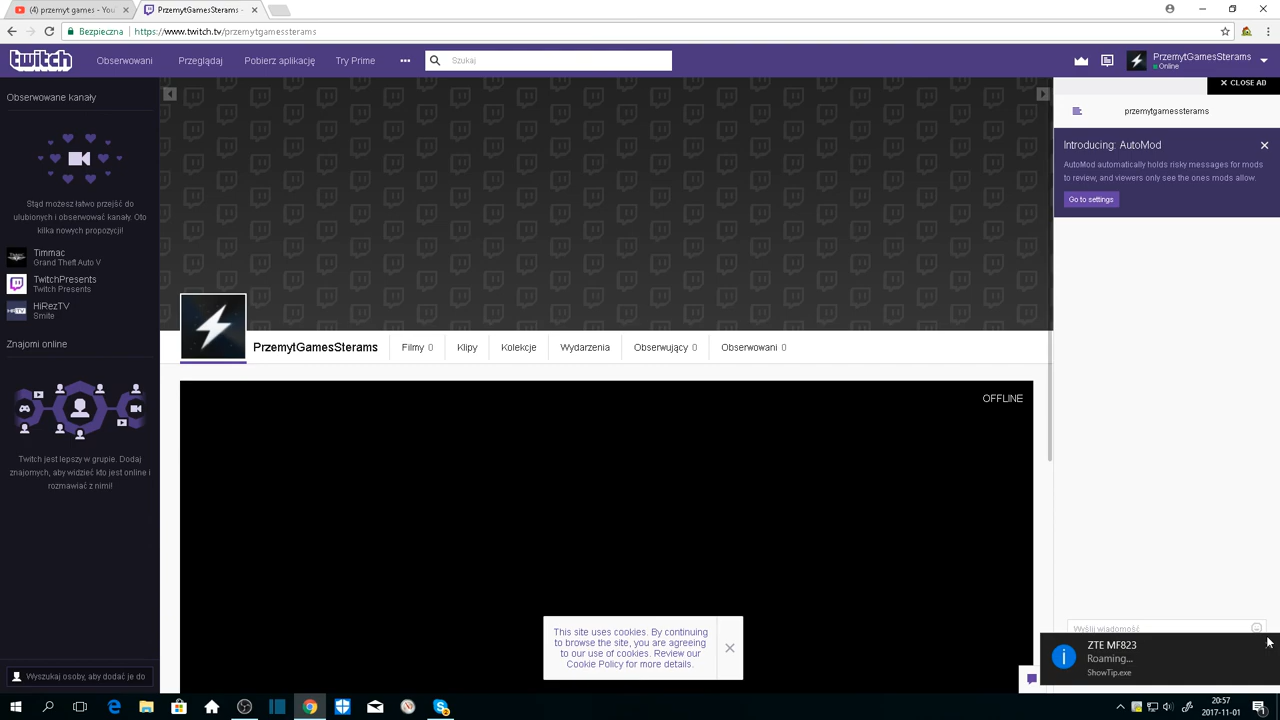 (4) przemyt games - You
PrzemytGamesSterams -
Bezpieczna
https://www.twitch.tv/przemytgamessterams
twitch
Obserwowani
Przeglądaj
Pobierz aplikację
Try Prime
Szukaj
PrzemytGamesSterams
Online
Obserwowane kanały
Stąd możesz łatwo przejść do
ulubionych i obserwować kanały. Oto
kilka nowych propozycji!
Timmac
Grand Theft Auto V
TwitchPresents
Twitch Presents
HiRezTV
Smite
Znajomi online
Twitch jest lepszy w grupie. Dodaj
znajomych, aby widzieć kto jest online i
rozmawiać z nimi!
Wyszukaj osoby, aby dodać je do
PrzemytGamesSterams
Filmy 0
Klipy
Kolekcje
Wydarzenia
Obserwujący 0
Obserwowani 0
OFFLINE
This site uses cookies. By continuing
to browse the site, you are agreeing
to our use of cookies. Review our
Cookie Policy for more details.
CLOSE AD
przemytgamessterams
Introducing: AutoMod
AutoMod automatically holds risky messages for mods
to review, and viewers only see the ones mods allow.
Go to settings
Wyślij wiadomość
ZTE MF823
Roaming...
ShowTip.exe
20:57
2017-11-01